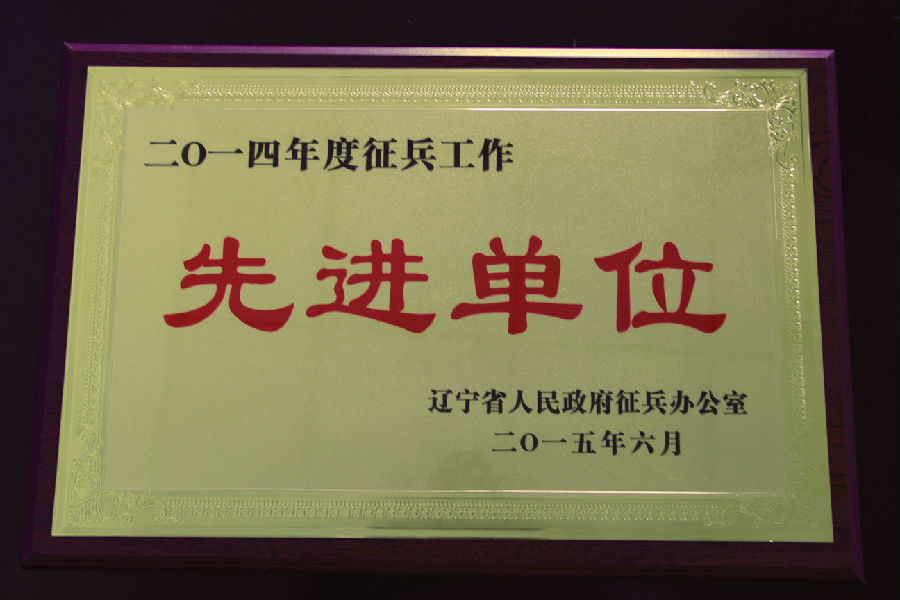 二〇一四年度征兵工作
先进单位
辽宁省人民政府征兵办公室
二〇一五年六月